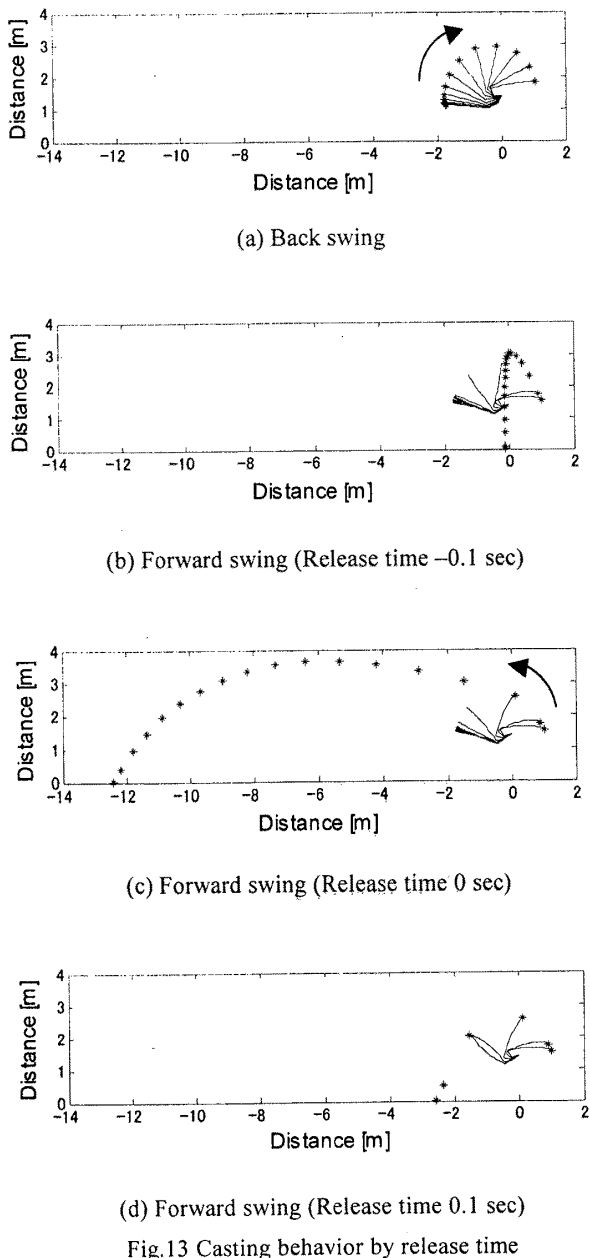 Distance [m]
4
3
2
1
0
-14 -12 -10 -8 -6 -4 -2 0 2
Distance [m]
(a) Back swing
Distance [m]
4
3
2
1
0
-14 -12 -10 -8 -6 -4 -2 0 2
Distance [m]
(b) Forward swing (Release time –0.1 sec)
Distance [m]
4
3
2
1
0
-14 -12 -10 -8 -6 -4 -2 0 2
Distance [m]
(c) Forward swing (Release time 0 sec)
Distance [m]
4
3
2
1
0
-14 -12 -10 -8 -6 -4 -2 0 2
Distance [m]
(d) Forward swing (Release time 0.1 sec)
Fig.13 Casting behavior by release time